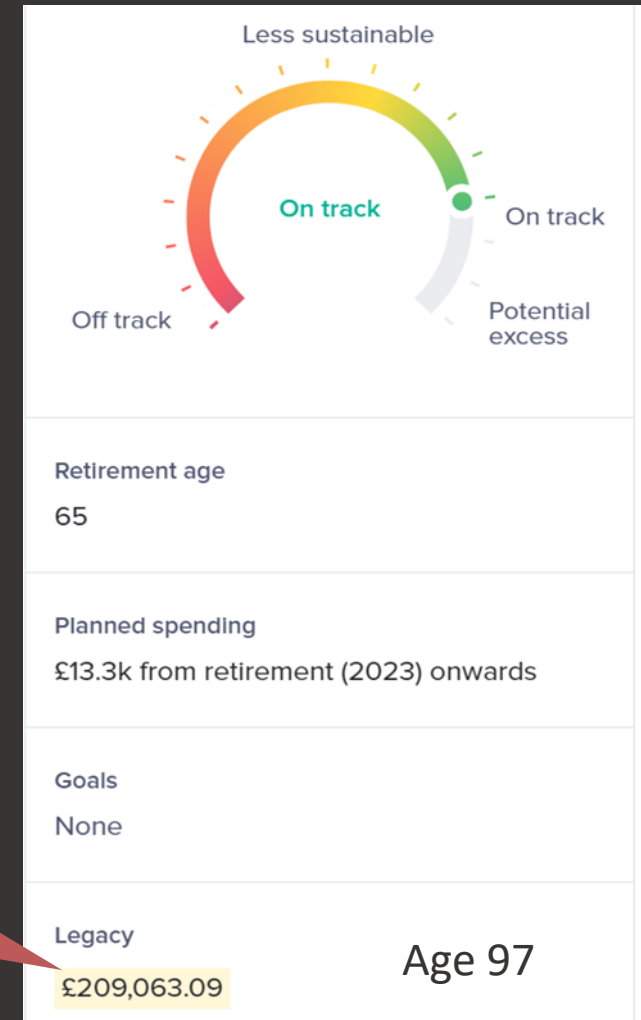 Less sustainable
On track
On track
Off track
Potential
excess
Retirement age
65
Planned spending
£13.3k from retirement (2023) onwards
Goals
None
Legacy
Age 97
£209,063.09